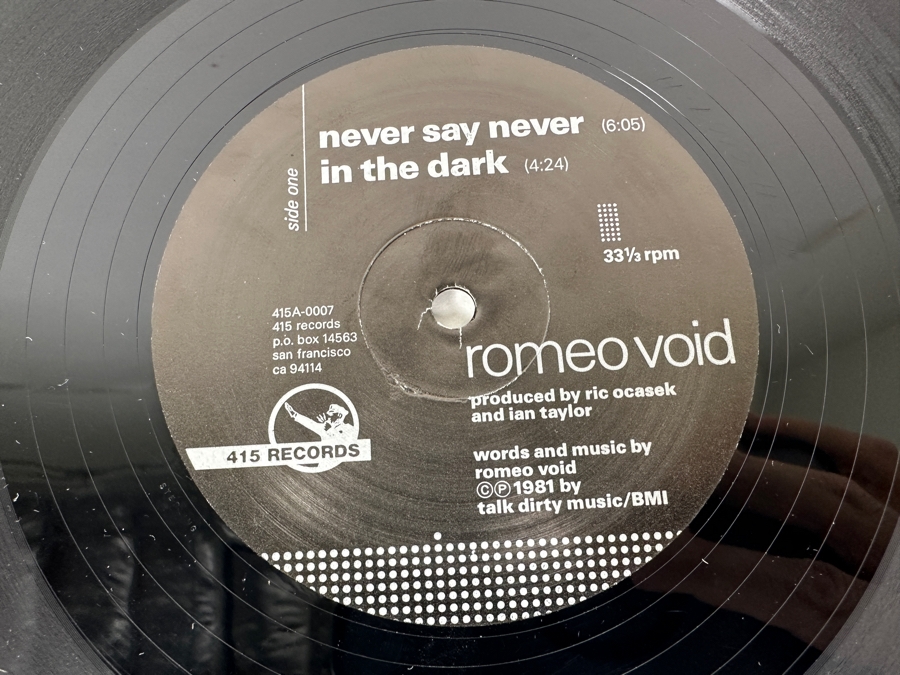 side one
never say never (6:05)
in the dark (4:24)
33⅓ rpm
415A-0007
415 records
p.o. box 14563
san francisco
ca 94114
415 RECORDS
romeo void
produced by ric ocasek
and ian taylor
words and music by
romeo void
©℗ 1981 by
talk dirty music/BMI